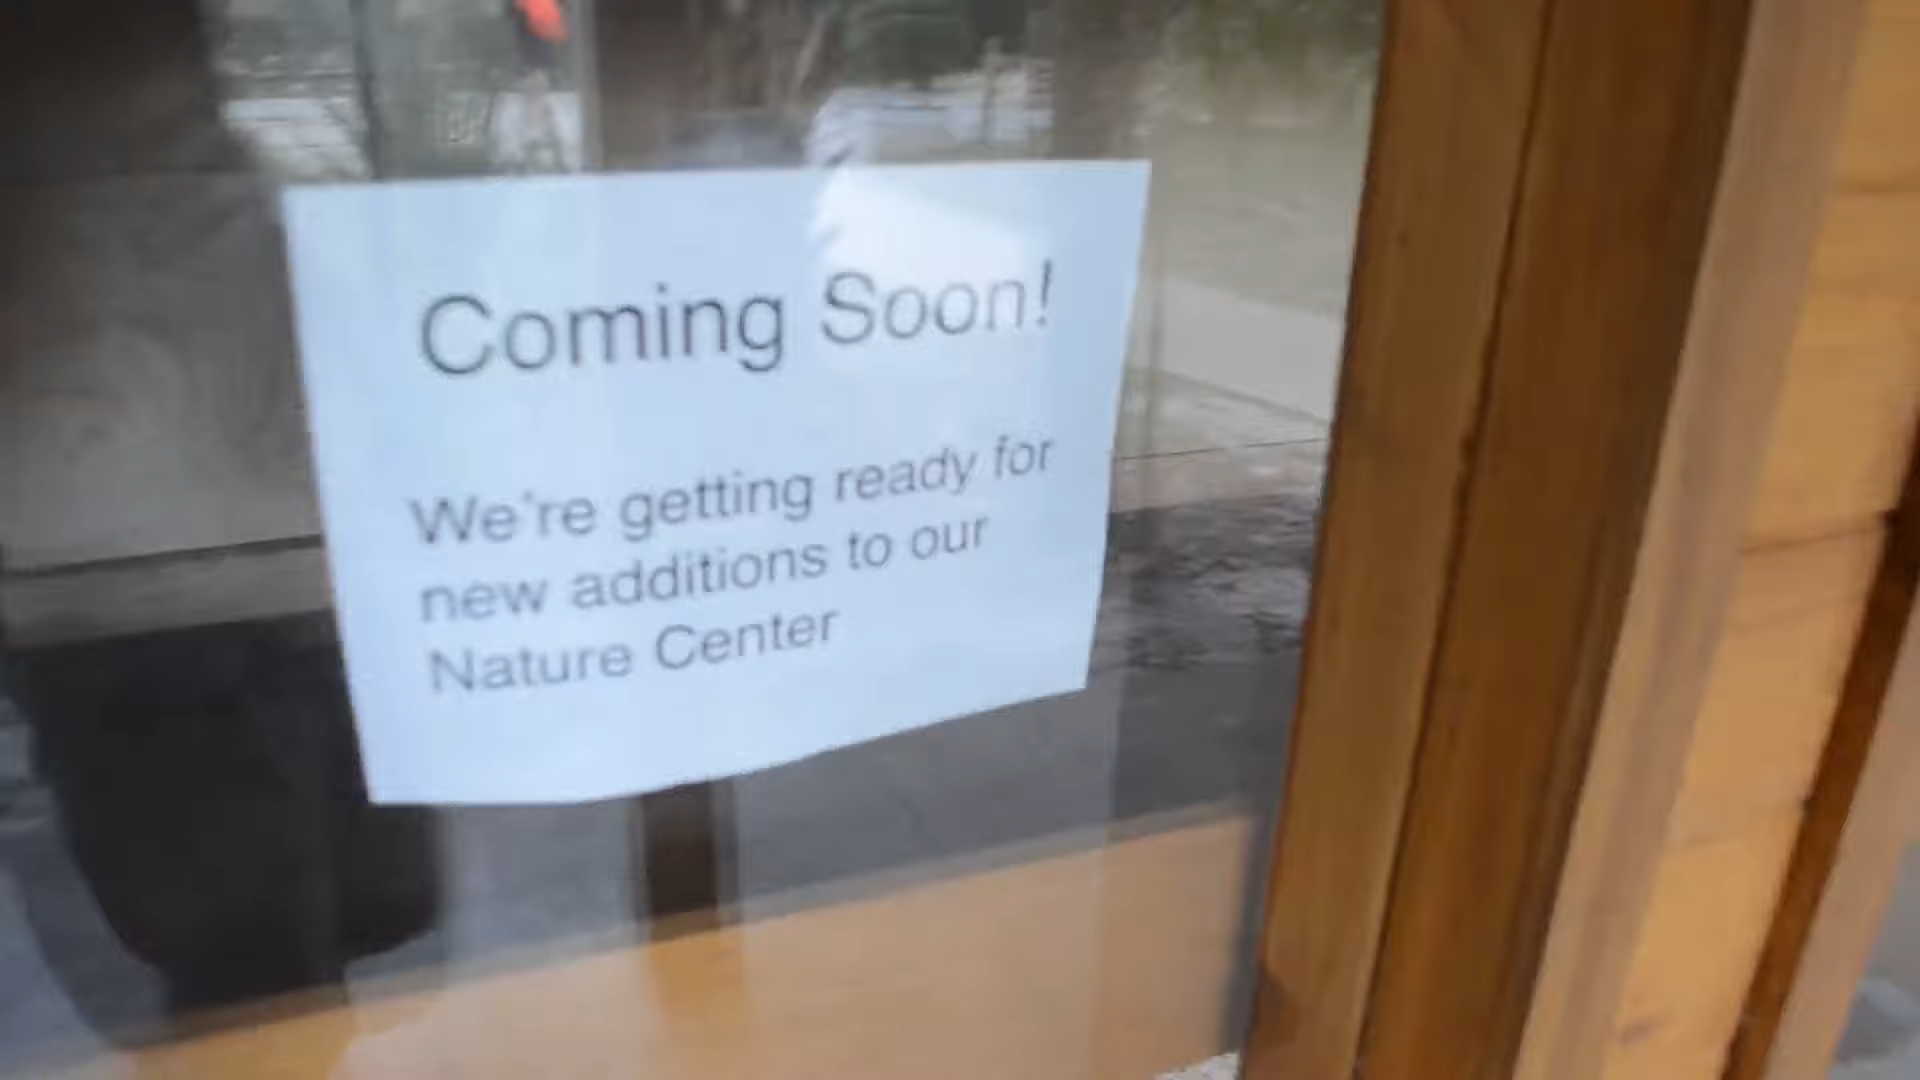 Coming Soon!
We're getting ready for
new additions to our
Nature Center